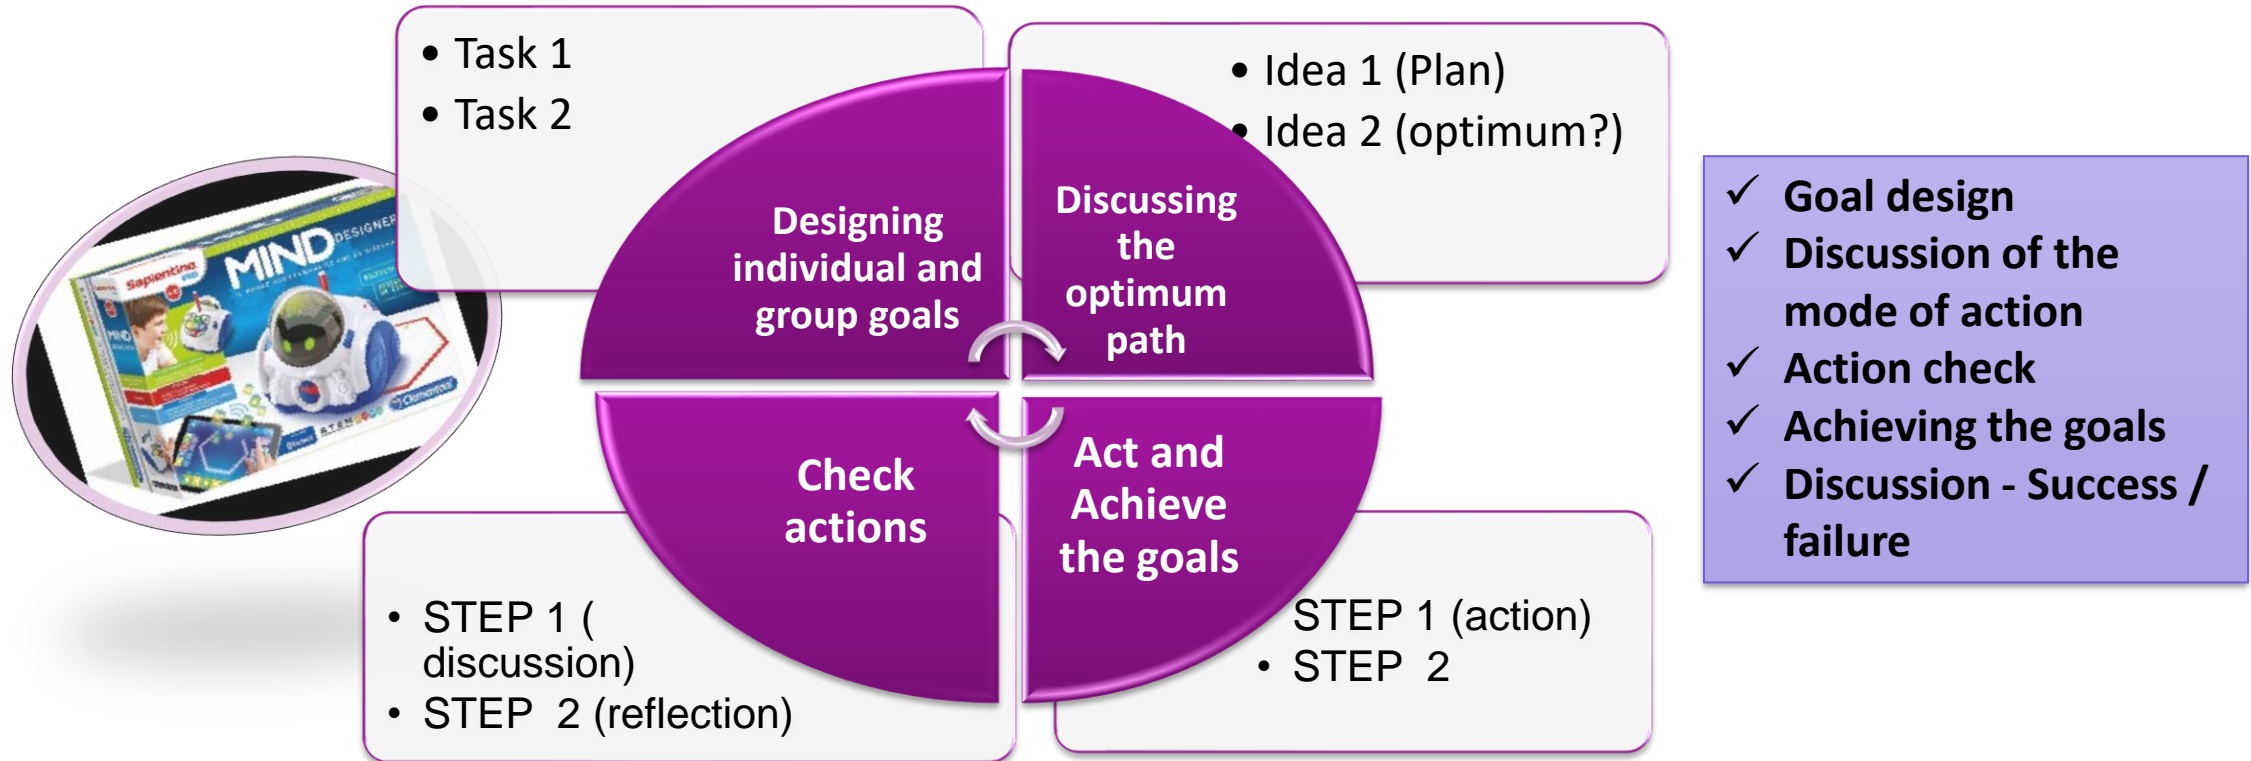 • Task 1
• Task 2
• Idea 1 (Plan)
• Idea 2 (optimum?)
Designing
individual and
group goals
Discussing
the
optimum
path
Check
actions
Act and
Achieve
the goals
• STEP 1 (
discussion)
• STEP 2 (reflection)
STEP 1 (action)
• STEP 2
✓ Goal design
✓ Discussion of the
mode of action
✓ Action check
✓ Achieving the goals
✓ Discussion - Success /
failure
Sapientino
MIND
DESIGNER
MIND
Clementoni